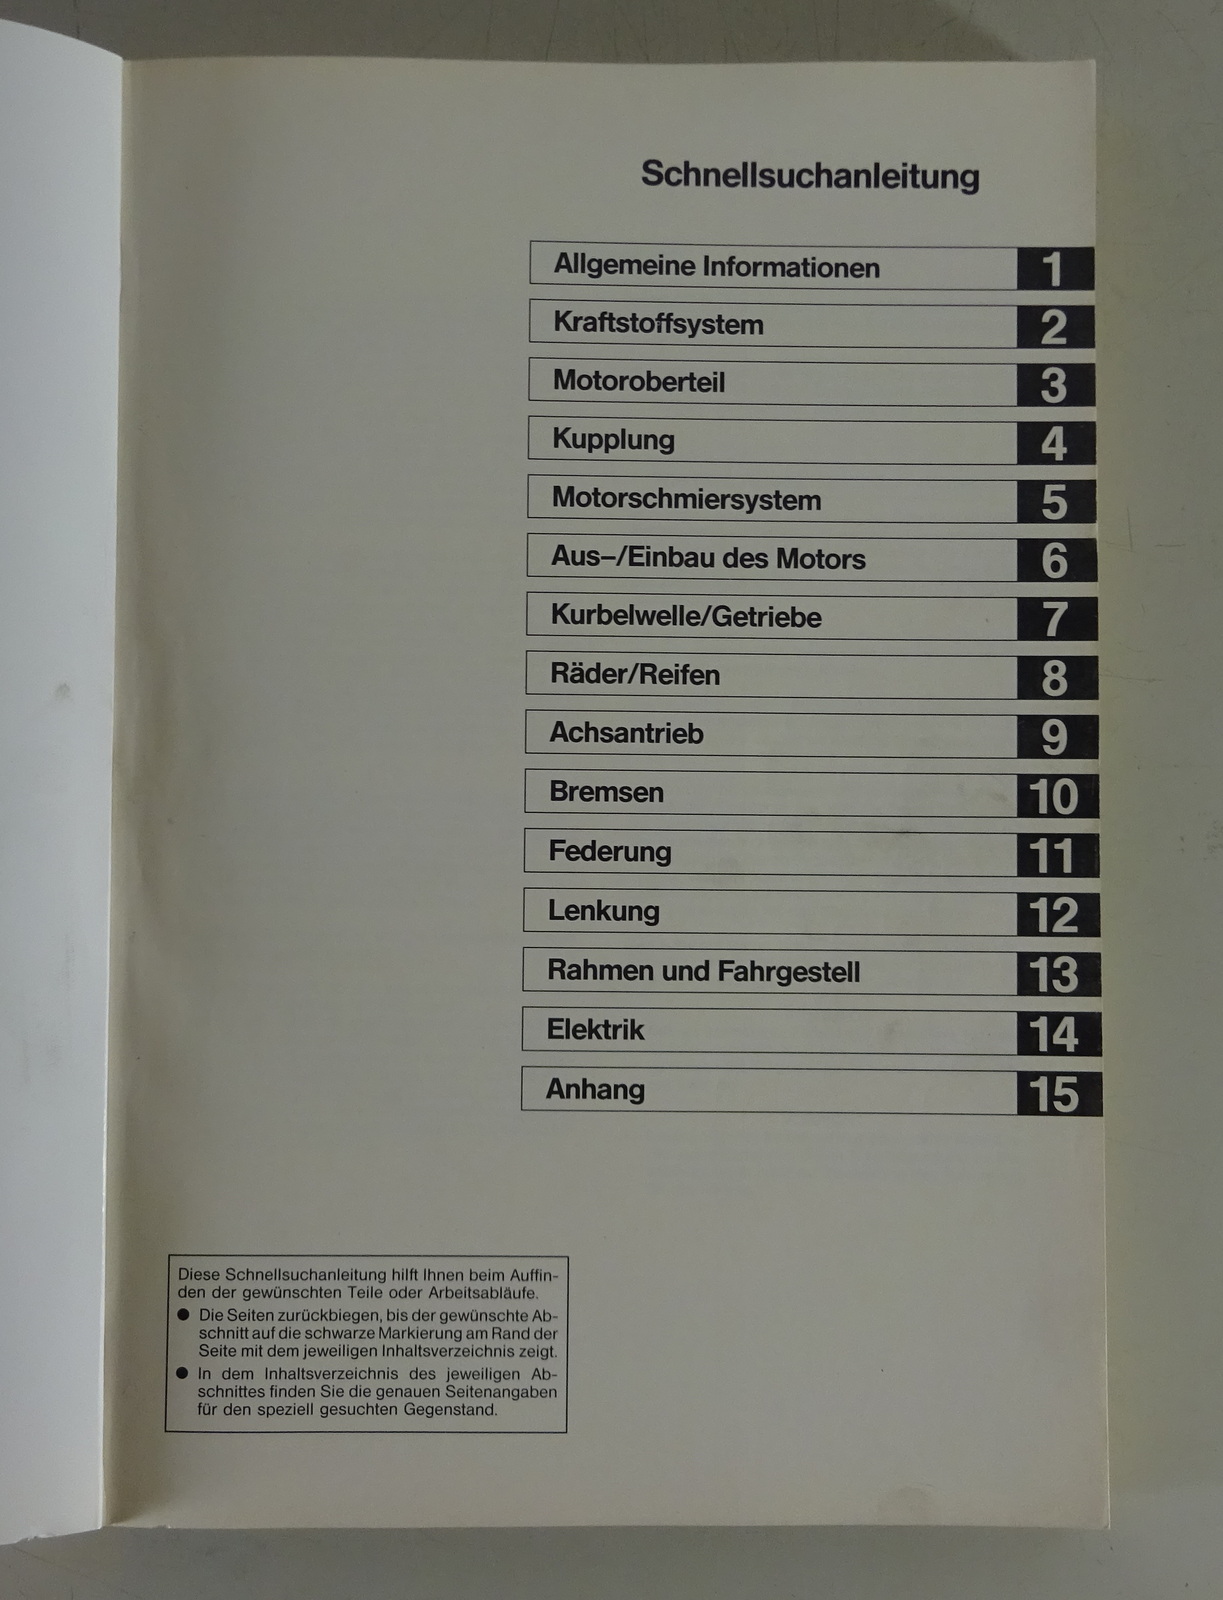 Schnellsuchanleitung
Allgemeine Informationen 1
Kraftstoffsystem 2
Motoroberteil 3
Kupplung 4
Motorschmiersystem 5
Aus–/Einbau des Motors 6
Kurbelwelle/Getriebe 7
Räder/Reifen 8
Achsantrieb 9
Bremsen 10
Federung 11
Lenkung 12
Rahmen und Fahrgestell 13
Elektrik 14
Anhang 15
Diese Schnellsuchanleitung hilft Ihnen beim Auffin-
den der gewünschten Teile oder Arbeitsabläufe.
● Die Seiten zurückbiegen, bis der gewünschte Ab-
schnitt auf die schwarze Markierung am Rand der
Seite mit dem jeweiligen Inhaltsverzeichnis zeigt.
● In dem Inhaltsverzeichnis des jeweiligen Ab-
schnittes finden Sie die genauen Seitenangaben
für den speziell gesuchten Gegenstand.